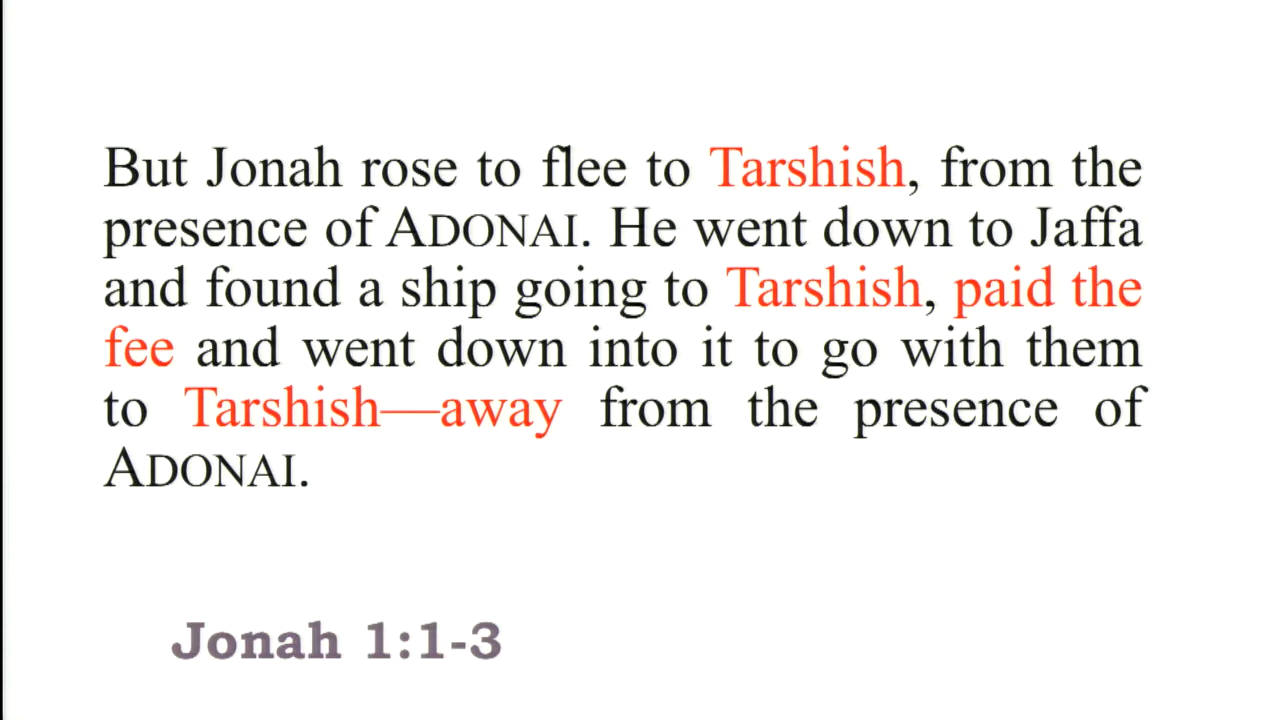 But Jonah rose to flee to Tarshish, from the
presence of ADONAI. He went down to Jaffa
and found a ship going to Tarshish, paid the
fee and went down into it to go with them
to Tarshish—away from the presence of
ADONAI.
Jonah 1:1-3